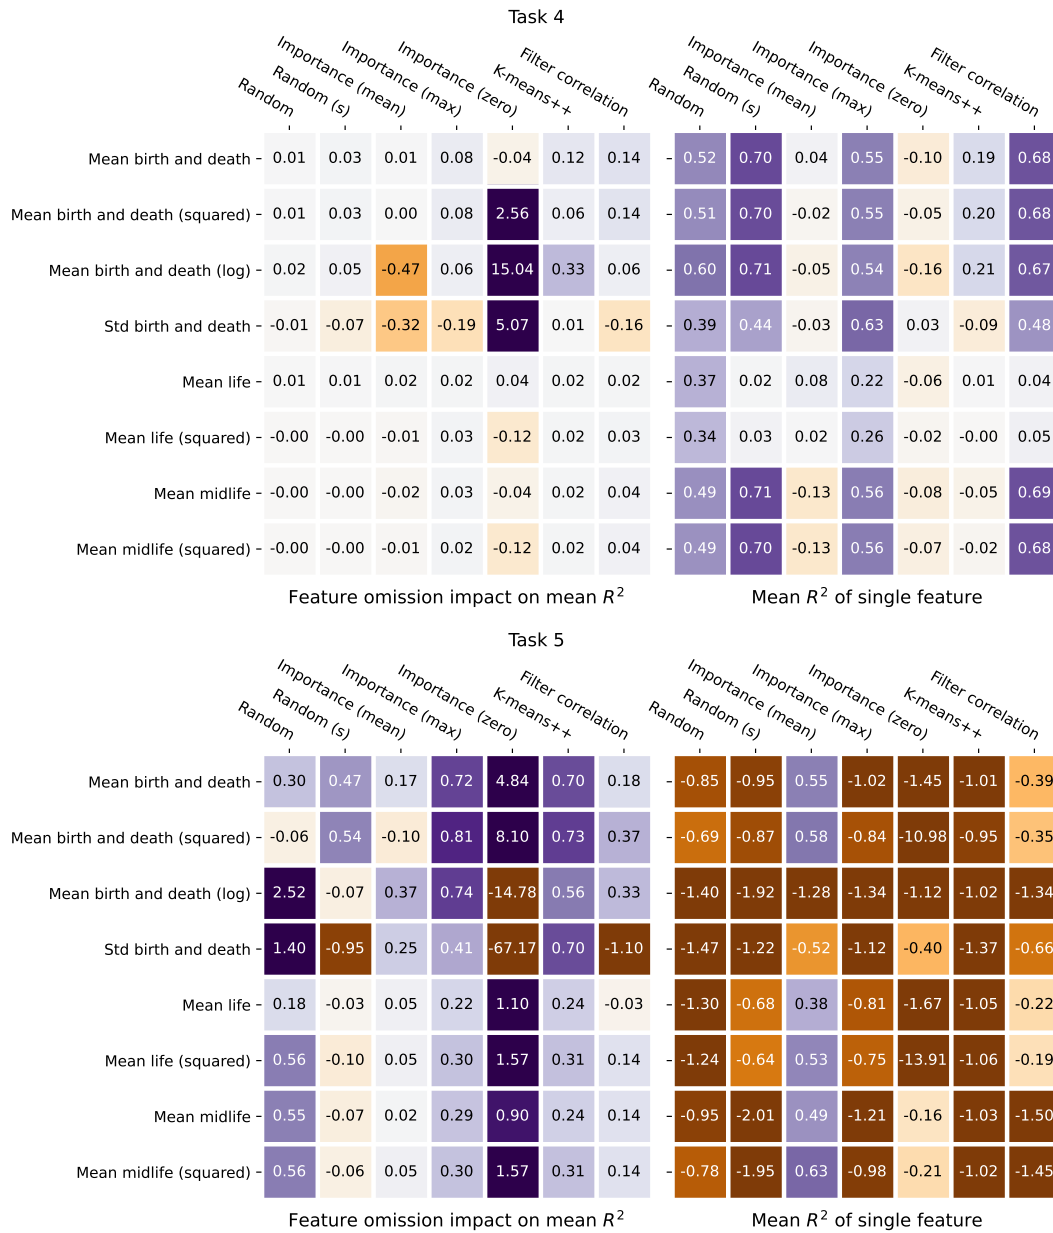 Task 4
Random Random (s) Importance (mean) Importance (max) Importance (zero) K-means++ Filter correlation Random Random (s) Importance (mean) Importance (max) Importance (zero) K-means++ Filter correlation
Mean birth and death 0.01 0.03 0.01 0.08 -0.04 0.12 0.14 0.52 0.70 0.04 0.55 -0.10 0.19 0.68
Mean birth and death (squared) 0.01 0.03 0.00 0.08 2.56 0.06 0.14 0.51 0.70 -0.02 0.55 -0.05 0.20 0.68
Mean birth and death (log) 0.02 0.05 -0.47 0.06 15.04 0.33 0.06 0.60 0.71 -0.05 0.54 -0.16 0.21 0.67
Std birth and death -0.01 -0.07 -0.32 -0.19 5.07 0.01 -0.16 0.39 0.44 -0.03 0.63 0.03 -0.09 0.48
Mean life 0.01 0.01 0.02 0.02 0.04 0.02 0.02 0.37 0.02 0.08 0.22 -0.06 0.01 0.04
Mean life (squared) -0.00 -0.00 -0.01 0.03 -0.12 0.02 0.03 0.34 0.03 0.02 0.26 -0.02 -0.00 0.05
Mean midlife -0.00 -0.00 -0.02 0.03 -0.04 0.02 0.04 0.49 0.71 -0.13 0.56 -0.08 -0.05 0.69
Mean midlife (squared) -0.00 -0.00 -0.01 0.02 -0.12 0.02 0.04 0.49 0.70 -0.13 0.56 -0.07 -0.02 0.68
Feature omission impact on mean R² Mean R² of single feature
Task 5
Random Random (s) Importance (mean) Importance (max) Importance (zero) K-means++ Filter correlation Random Random (s) Importance (mean) Importance (max) Importance (zero) K-means++ Filter correlation
Mean birth and death 0.30 0.47 0.17 0.72 4.84 0.70 0.18 -0.85 -0.95 0.55 -1.02 -1.45 -1.01 -0.39
Mean birth and death (squared) -0.06 0.54 -0.10 0.81 8.10 0.73 0.37 -0.69 -0.87 0.58 -0.84 -10.98 -0.95 -0.35
Mean birth and death (log) 2.52 -0.07 0.37 0.74 -14.78 0.56 0.33 -1.40 -1.92 -1.28 -1.34 -1.12 -1.02 -1.34
Std birth and death 1.40 -0.95 0.25 0.41 -67.17 0.70 -1.10 -1.47 -1.22 -0.52 -1.12 -0.40 -1.37 -0.66
Mean life 0.18 -0.03 0.05 0.22 1.10 0.24 -0.03 -1.30 -0.68 0.38 -0.81 -1.67 -1.05 -0.22
Mean life (squared) 0.56 -0.10 0.05 0.30 1.57 0.31 0.14 -1.24 -0.64 0.53 -0.75 -13.91 -1.06 -0.19
Mean midlife 0.55 -0.07 0.02 0.29 0.90 0.24 0.14 -0.95 -2.01 0.49 -1.21 -0.16 -1.03 -1.50
Mean midlife (squared) 0.56 -0.06 0.05 0.30 1.57 0.31 0.14 -0.78 -1.95 0.63 -0.98 -0.21 -1.02 -1.45
Feature omission impact on mean R² Mean R² of single feature